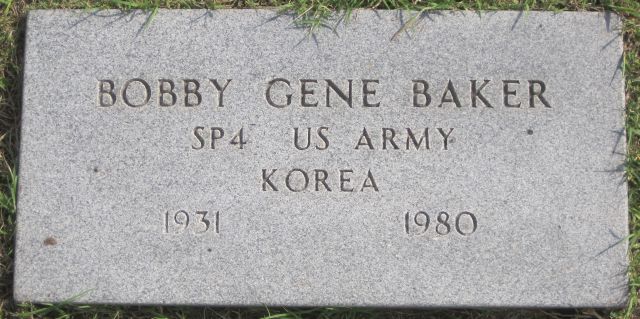 BOBBY GENE BAKER
SP4 US ARMY
KOREA
1931 1980